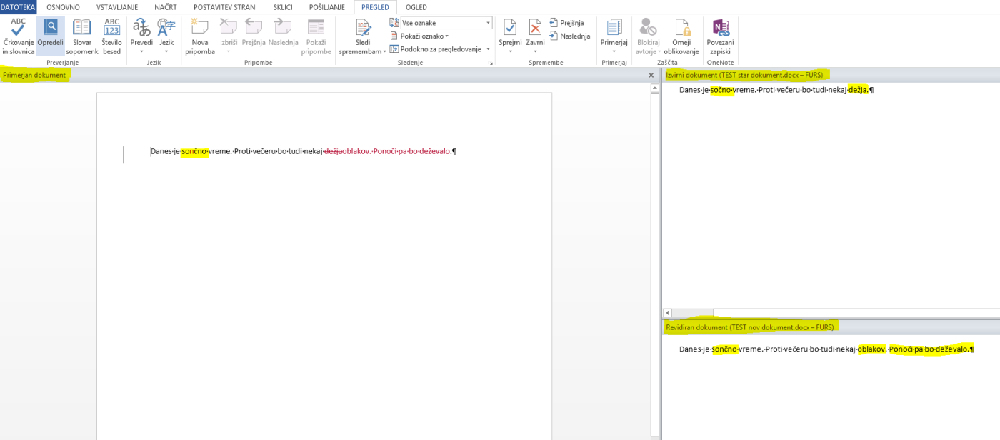 DATOTEKA OSNOVNO VSTAVLJANJE NAČRT POSTAVITEV STRANI SKLICI POŠILJANJE PREGLED OGLED
ABC
Črkovanje in slovnica
Opredeli
Slovar sopomenk
ABC 123
Število besed
Preverjanje
Prevedi
Jezik
Jezik
Nova pripomba
Izbriši
Prejšnja
Naslednja
Pokaži pripombe
Pripombe
Sledi spremembam
Vse oznake
Pokaži oznako
Podokno za pregledovanje
Sledenje
Sprejmi
Zavrni
Prejšnja
Naslednja
Spremembe
Primerjaj
Primerjaj
Blokiraj avtorje
Omeji oblikovanje
Zaščita
Povezani zapiski
OneNote
Primerjan dokument
Danes·je·sončno·vreme.·Proti·večeru·bo·tudi·nekaj·dežjaoblakov.·Ponoči·pa·bo·deževalo.¶
Izvirni dokument (TEST star dokument.docx – FURS)
Danes·je·sočno·vreme.·Proti·večeru·bo·tudi·nekaj·dežja.¶
Revidiran dokument (TEST nov dokument.docx – FURS)
Danes·je·sončno·vreme.·Proti·večeru·bo·tudi·nekaj·oblakov.·Ponoči·pa·bo·deževalo.¶